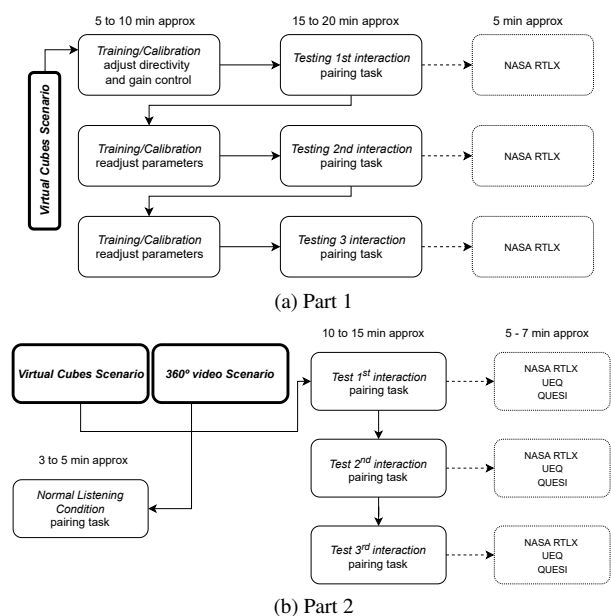 5 to 10 min approx
15 to 20 min approx
5 min approx
Virtual Cubes Scenario
Training/Calibration
adjust directivity
and gain control
Testing 1st interaction
pairing task
NASA RTLX
Training/Calibration
readjust parameters
Testing 2nd interaction
pairing task
NASA RTLX
Training/Calibration
readjust parameters
Testing 3 interaction
pairing task
NASA RTLX
(a) Part 1
10 to 15 min approx
5 - 7 min approx
Virtual Cubes Scenario
360º video Scenario
Test 1st interaction
pairing task
NASA RTLX
UEQ
QUESI
3 to 5 min approx
Normal Listening
Condition
pairing task
Test 2nd interaction
pairing task
NASA RTLX
UEQ
QUESI
Test 3rd interaction
pairing task
NASA RTLX
UEQ
QUESI
(b) Part 2